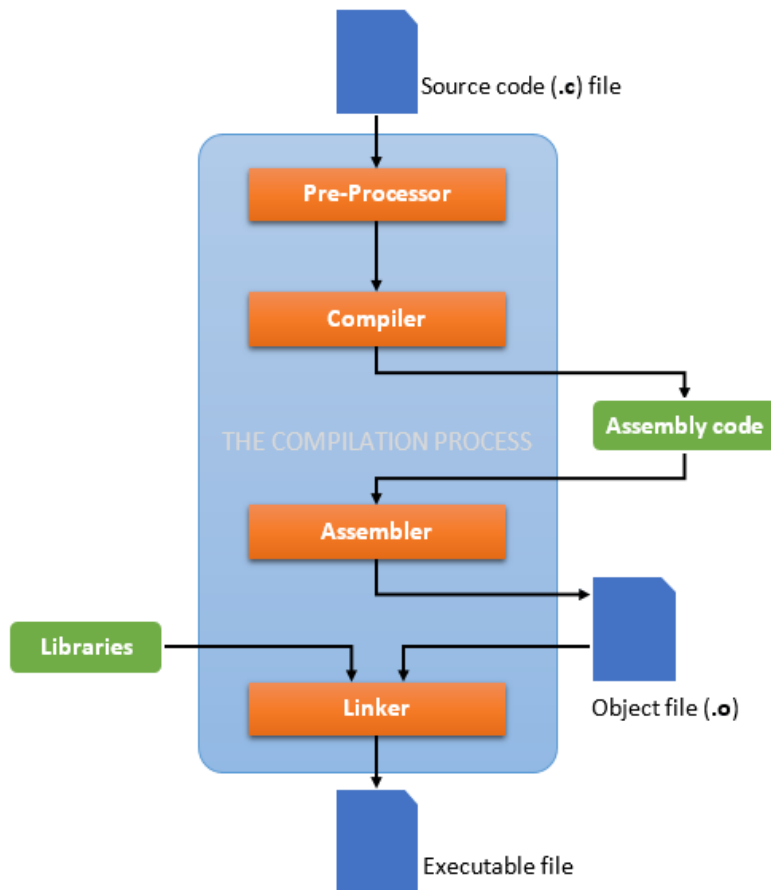 Source code (.c) file
Pre-Processor
Compiler
Assembly code
THE COMPILATION PROCESS
Assembler
Libraries
Linker
Object file (.o)
Executable file